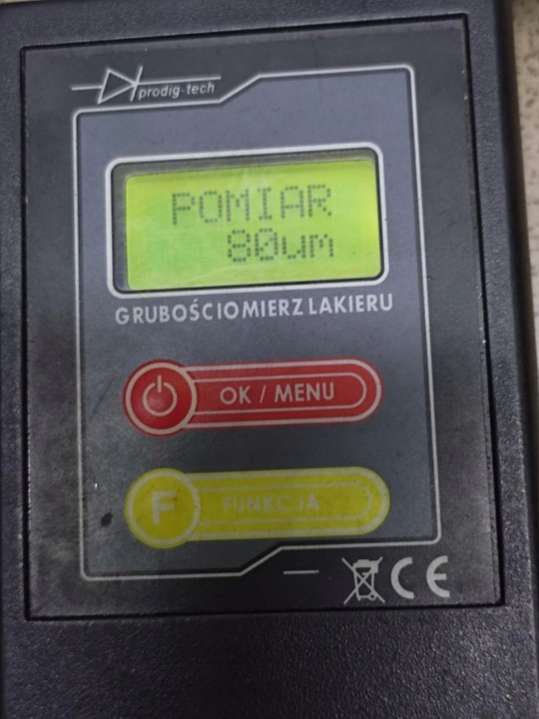 prodig-tech
POMIAR
80um
GRUBOŚCIOMIERZ LAKIERU
OK / MENU
F FUNKCJA
CE